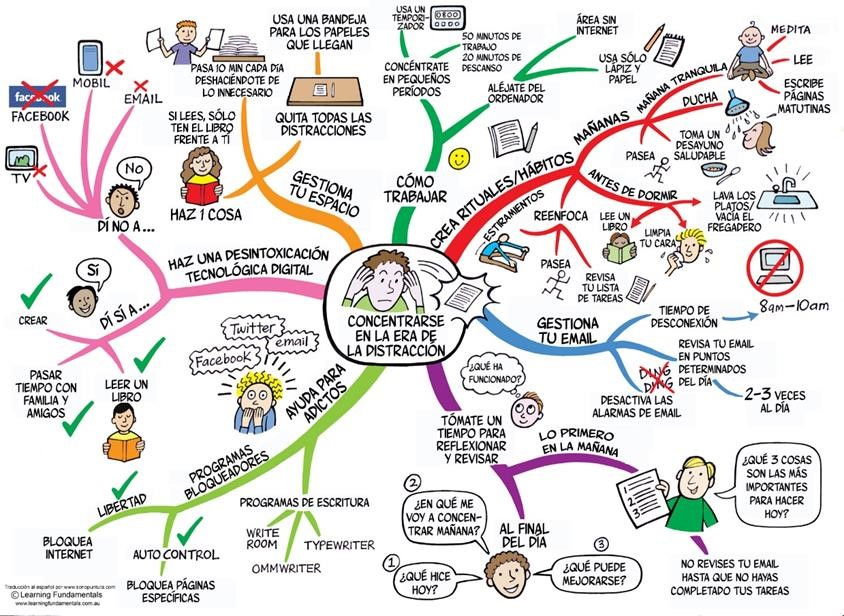 CONCENTRARSE
EN LA ERA DE
LA DISTRACCIÓN
CÓMO
TRABAJAR
CONCÉNTRATE
EN PEQUEÑOS
PERÍODOS
USA UN
TEMPORI-
ZADOR
50 MINUTOS DE
TRABAJO
20 MINUTOS DE
DESCANSO
ALÉJATE DEL
ORDENADOR
ÁREA SIN
INTERNET
USA SÓLO
LÁPIZ Y
PAPEL
CREA RITUALES/HÁBITOS
MAÑANAS
MAÑANA TRANQUILA
MEDITA
LEE
ESCRIBE
PÁGINAS
MATUTINAS
DUCHA
TOMA UN
DESAYUNO
SALUDABLE
PASEA
ANTES DE DORMIR
LAVA LOS
PLATOS/
VACÍA EL
FREGADERO
LIMPIA
TU CARA
LEE UN
LIBRO
REENFOCA
ESTIRAMIENTOS
PASEA
REVISA
TU LISTA
DE TAREAS
GESTIONA
TU EMAIL
TIEMPO DE
DESCONEXIÓN
8am-10am
REVISA TU EMAIL
EN PUNTOS
DETERMINADOS
DEL DÍA
2-3 VECES
AL DÍA
DING
DING
DESACTIVA LAS
ALARMAS DE EMAIL
TÓMATE UN
TIEMPO PARA
REFLEXIONAR
Y REVISAR
¿QUÉ HA
FUNCIONADO?
LO PRIMERO
EN LA MAÑANA
1
2
3
¿QUÉ 3 COSAS
SON LAS MÁS
IMPORTANTES
PARA HACER
HOY?
NO REVISES TU EMAIL
HASTA QUE NO HAYAS
COMPLETADO TUS TAREAS
AL FINAL
DEL DÍA
1
¿QUÉ HICE
HOY?
2
¿EN QUÉ ME
VOY A CONCEN-
TRAR MAÑANA?
3
¿QUÉ PUEDE
MEJORARSE?
AYUDA PARA
ADICTOS
Twitter
email
Facebook
PROGRAMAS DE ESCRITURA
WRITE
ROOM
OMMWRITER
TYPEWRITER
PROGRAMAS
BLOQUEADORES
LIBERTAD
BLOQUEA
INTERNET
AUTO CONTROL
BLOQUEA PÁGINAS
ESPECÍFICAS
HAZ UNA DESINTOXICACIÓN
TECNOLÓGICA DIGITAL
DÍ SÍ A...
Sí
CREAR
PASAR
TIEMPO CON
FAMILIA Y
AMIGOS
LEER UN
LIBRO
DÍ NO A...
No
TV
facebook
FACEBOOK
MOBIL
EMAIL
GESTIONA
TU ESPACIO
HAZ 1 COSA
SI LEES, SÓLO
TEN EL LIBRO
FRENTE A TÍ
QUITA TODAS LAS
DISTRACCIONES
PASA 10 MIN CADA DÍA
DESHACIÉNDOTE DE
LO INNECESARIO
USA UNA BANDEJA
PARA LOS PAPELES
QUE LLEGAN
Traducción al español por www.sonopuntura.com
© Learning Fundamentals
www.learningfundamentals.com.au